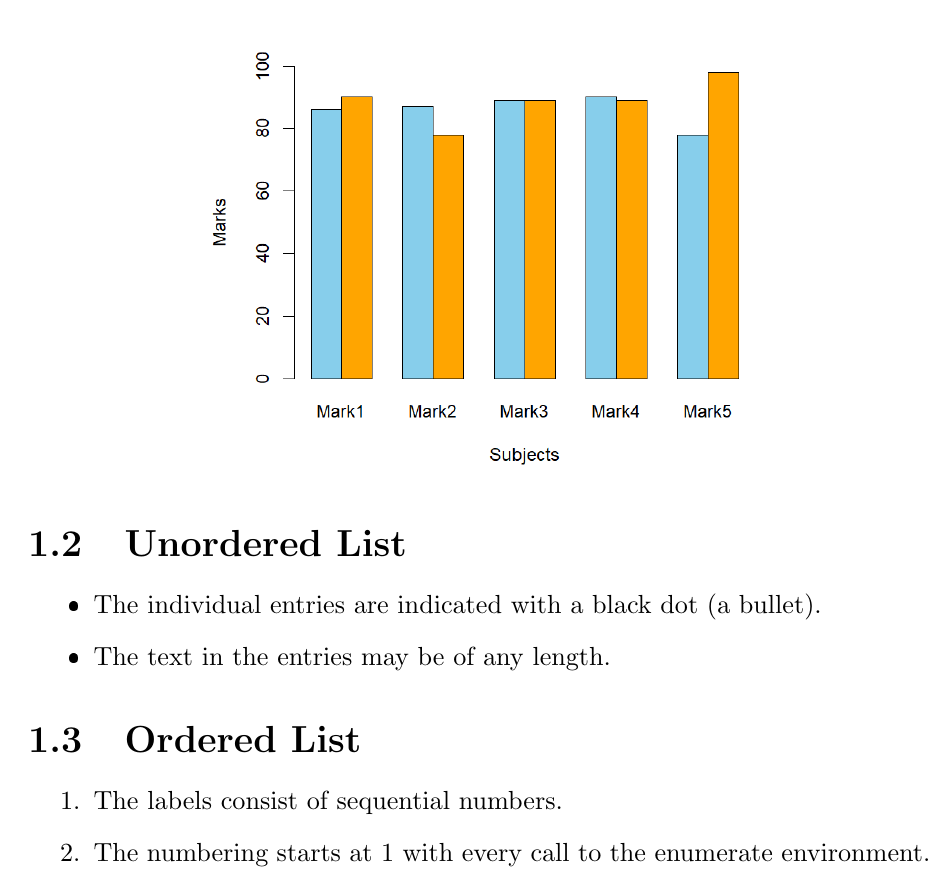 100
80
60
40
20
0
Marks
Mark1 Mark2 Mark3 Mark4 Mark5
Subjects
1.2 Unordered List
• The individual entries are indicated with a black dot (a bullet).
• The text in the entries may be of any length.
1.3 Ordered List
1. The labels consist of sequential numbers.
2. The numbering starts at 1 with every call to the enumerate environment.